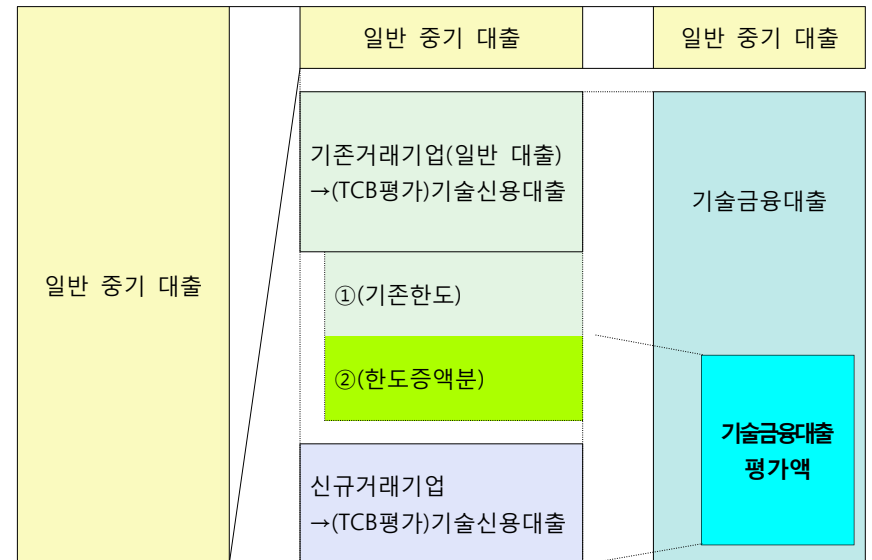 일반 중기 대출
일반 중기 대출
일반 중기 대출
기존거래기업(일반 대출)
→(TCB평가)기술신용대출
기술금융대출
①(기존한도)
②(한도증액분)
기술금융대출
평가액
신규거래기업
→(TCB평가)기술신용대출